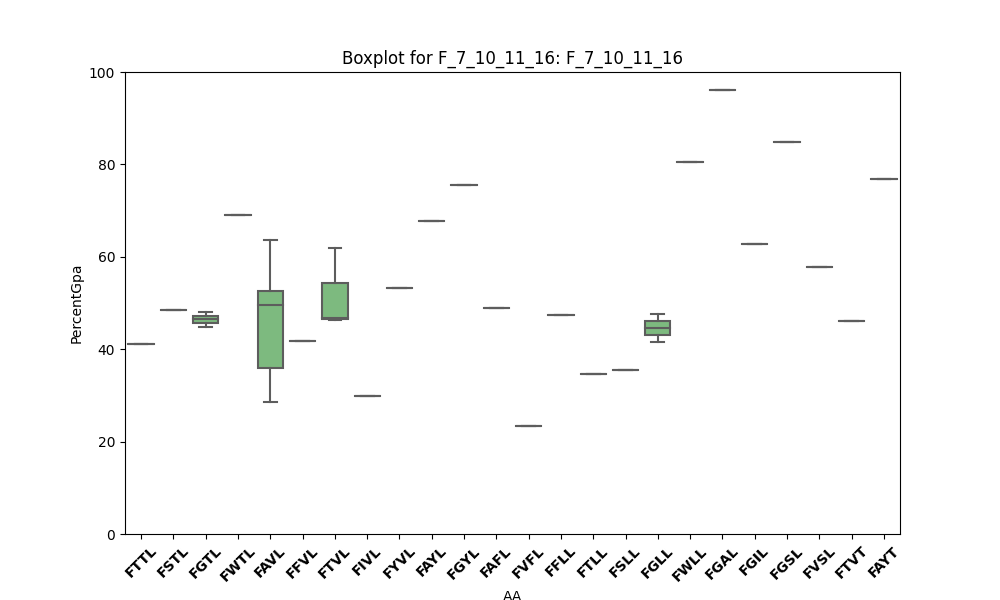 Boxplot for F_7_10_11_16: F_7_10_11_16
100
80
60
40
20
0
PercentGpa
FTTL FSTL FGTL FWTL FAVL FFVL FTVL FIVL FYVL FAYL FGYL FAFL FVFL FFLL FTLL FSLL FGLL FWLL FGAL FGIL FGSL FVSL FTVT FAYT
AA